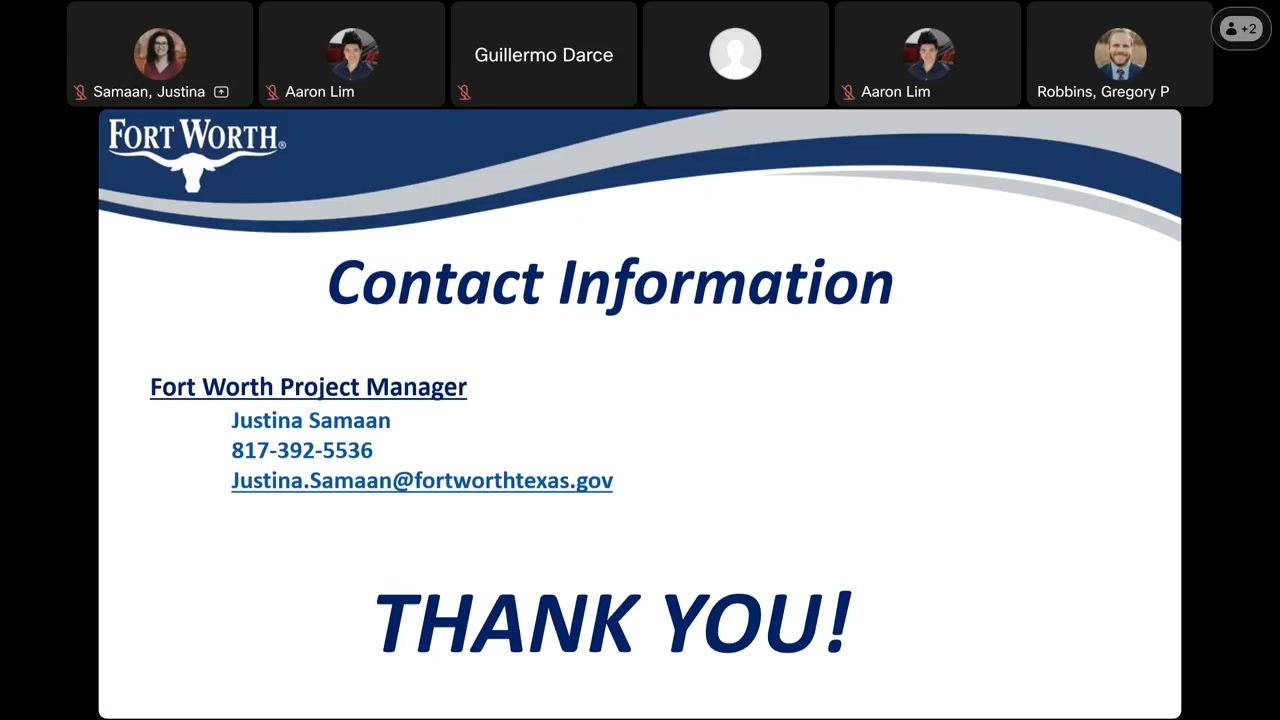 Samaan, Justina
Aaron Lim
Guillermo Darce
Aaron Lim
Robbins, Gregory P
+2
FORT WORTH®
Contact Information
Fort Worth Project Manager
Justina Samaan
817-392-5536
Justina.Samaan@fortworthtexas.gov
THANK YOU!